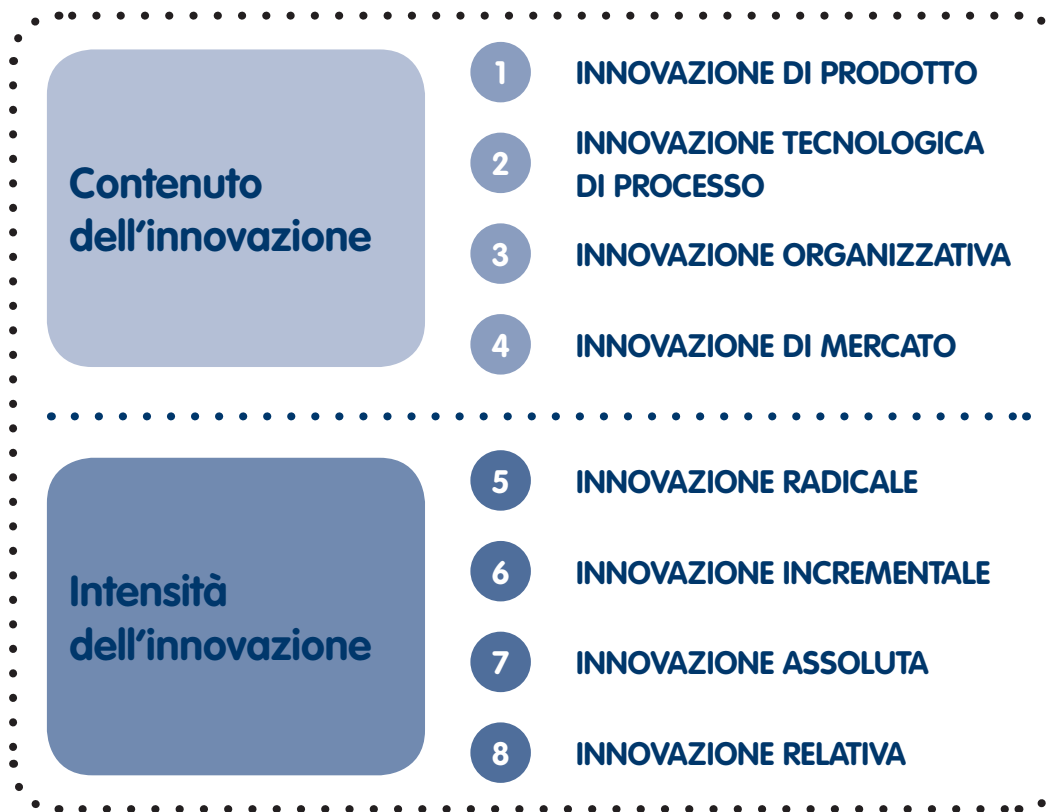 Contenuto
dell’innovazione
1 INNOVAZIONE DI PRODOTTO
2 INNOVAZIONE TECNOLOGICA
DI PROCESSO
3 INNOVAZIONE ORGANIZZATIVA
4 INNOVAZIONE DI MERCATO
Intensità
dell’innovazione
5 INNOVAZIONE RADICALE
6 INNOVAZIONE INCREMENTALE
7 INNOVAZIONE ASSOLUTA
8 INNOVAZIONE RELATIVA